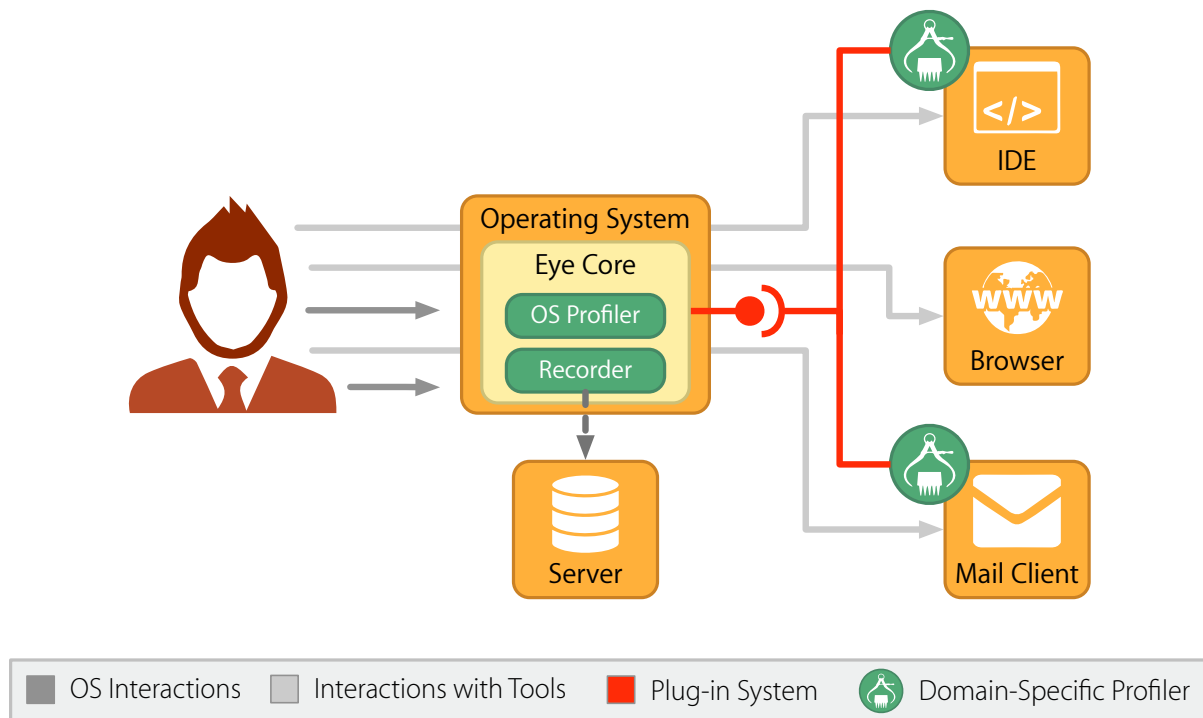 </>
IDE
Operating System
Eye Core
OS Profiler
Recorder
www
Browser
Server
Mail Client
OS Interactions
Interactions with Tools
Plug-in System
Domain-Specific Profiler